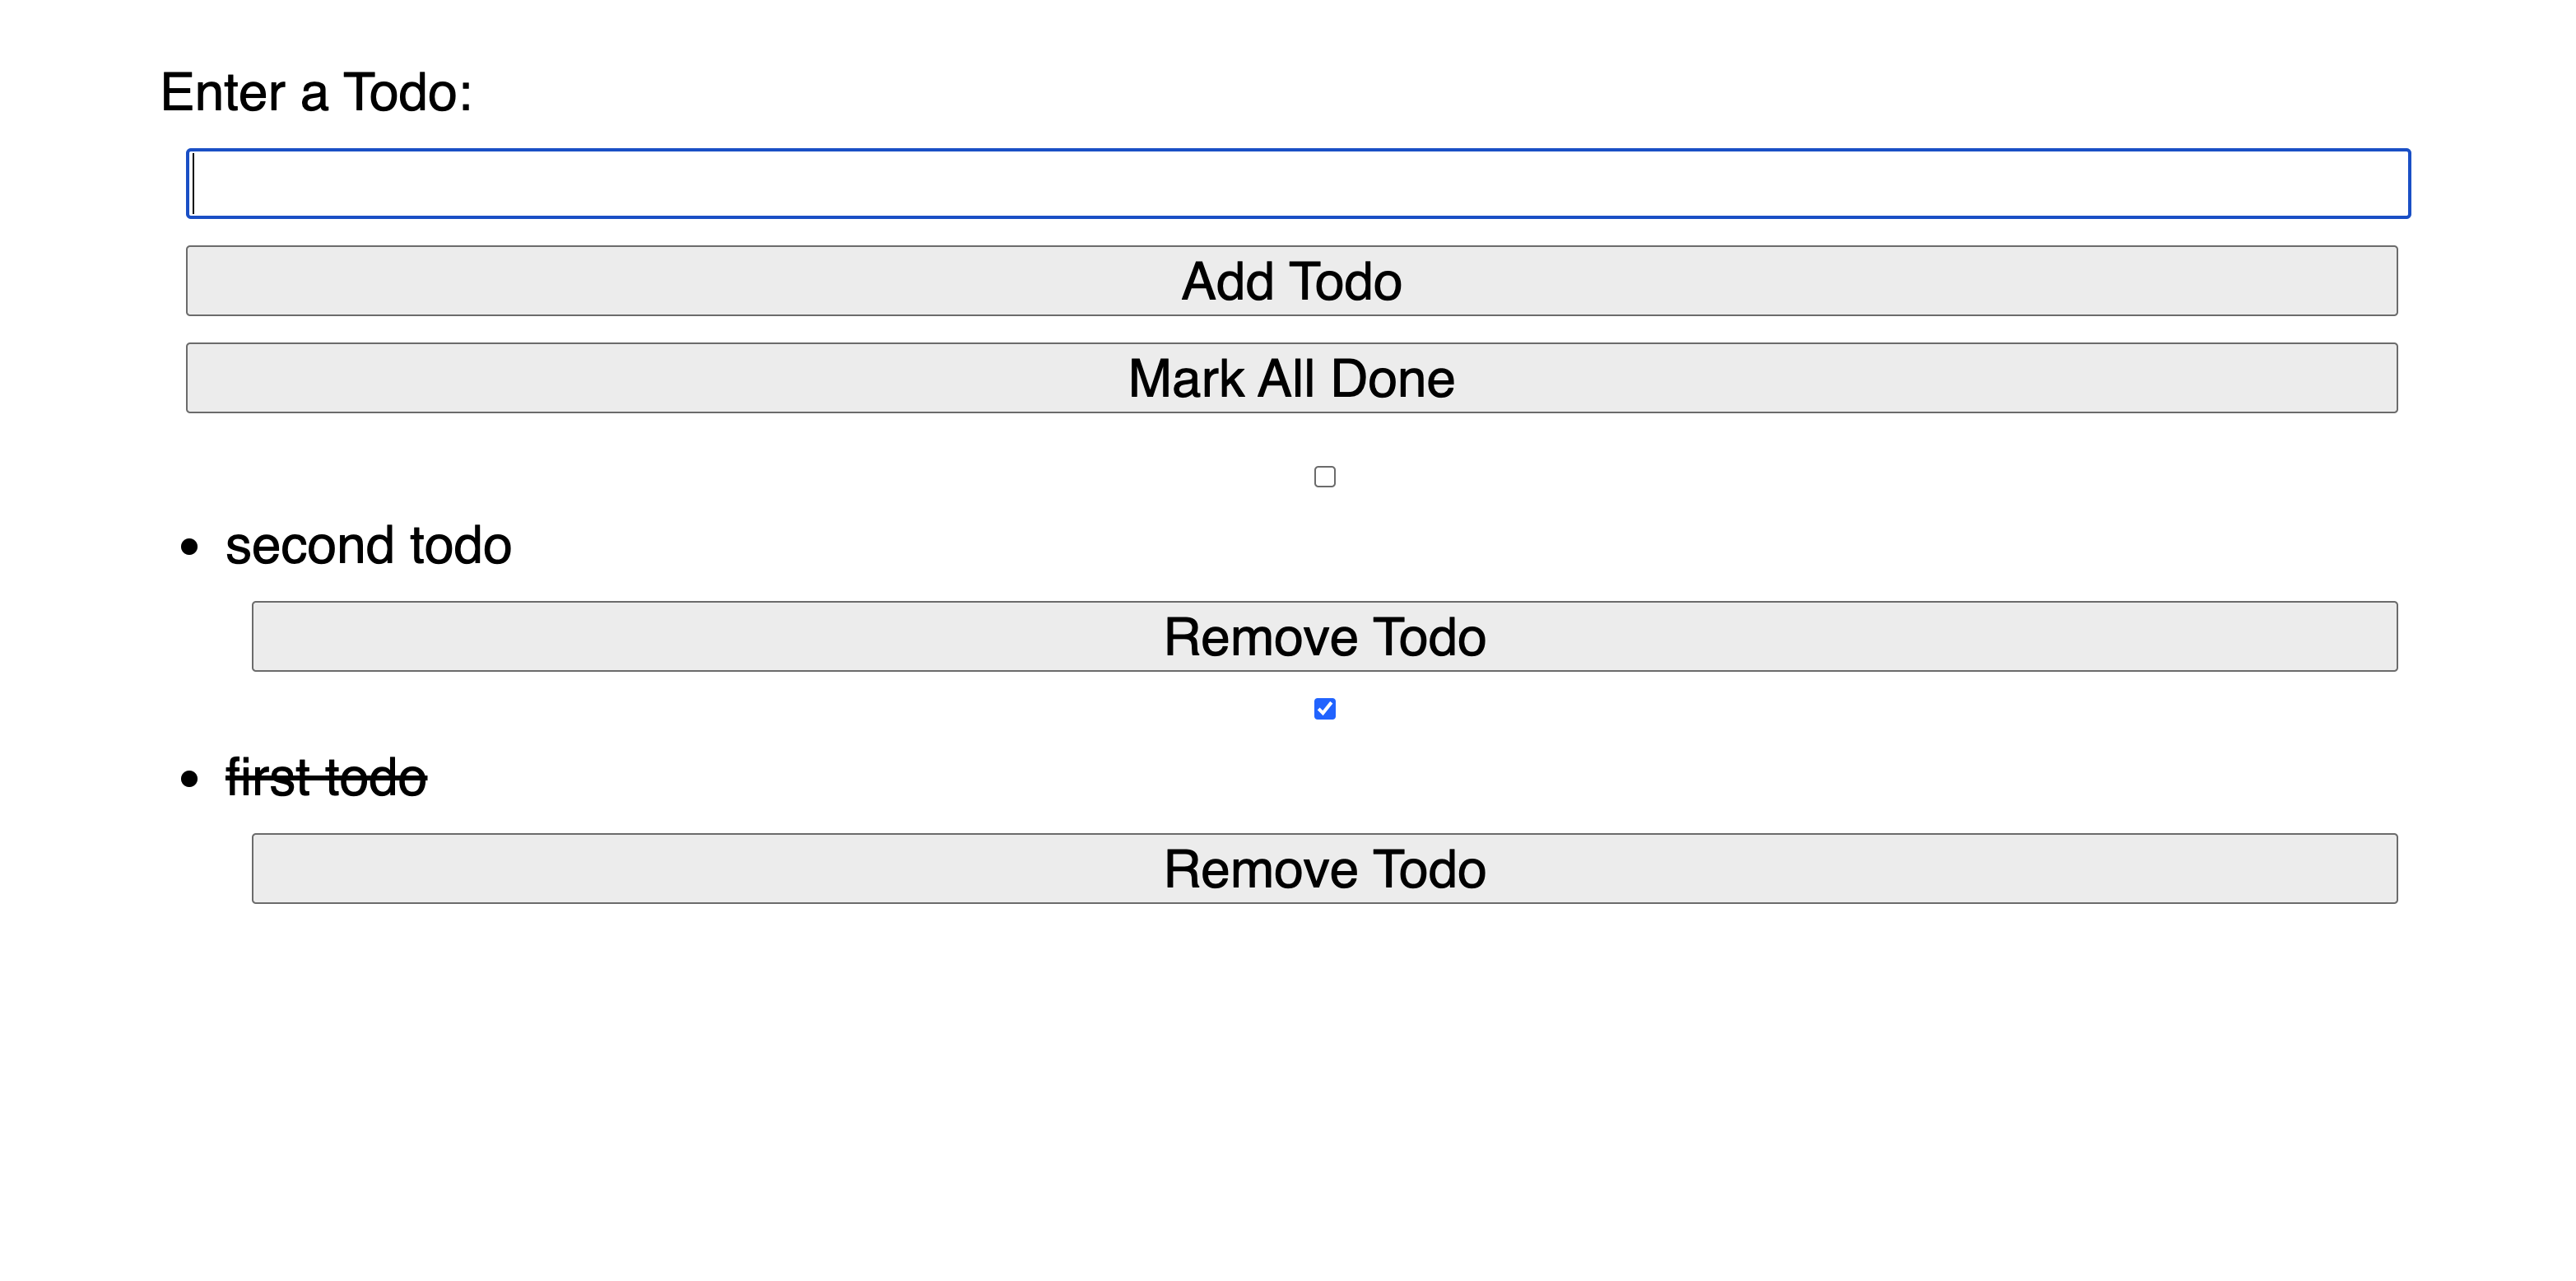 Enter a Todo:
Add Todo
Mark All Done
second todo
Remove Todo
first todo
Remove Todo